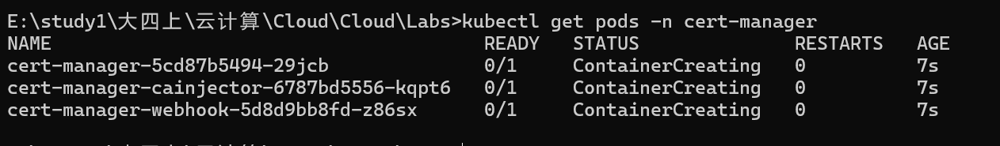 E:\study1\大四上\云计算\Cloud\Cloud\Labs>kubectl get pods -n cert-manager
NAME READY STATUS RESTARTS AGE
cert-manager-5cd87b5494-29jcb 0/1 ContainerCreating 0 7s
cert-manager-cainjector-6787bd5556-kqpt6 0/1 ContainerCreating 0 7s
cert-manager-webhook-5d8d9bb8fd-z86sx 0/1 ContainerCreating 0 7s